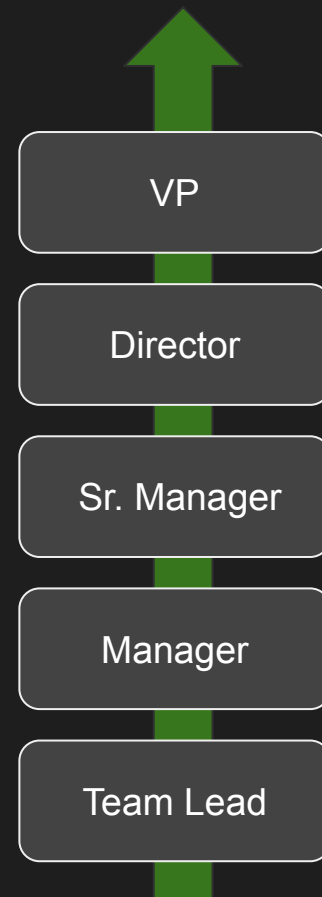 VP
Director
Sr. Manager
Manager
Team Lead